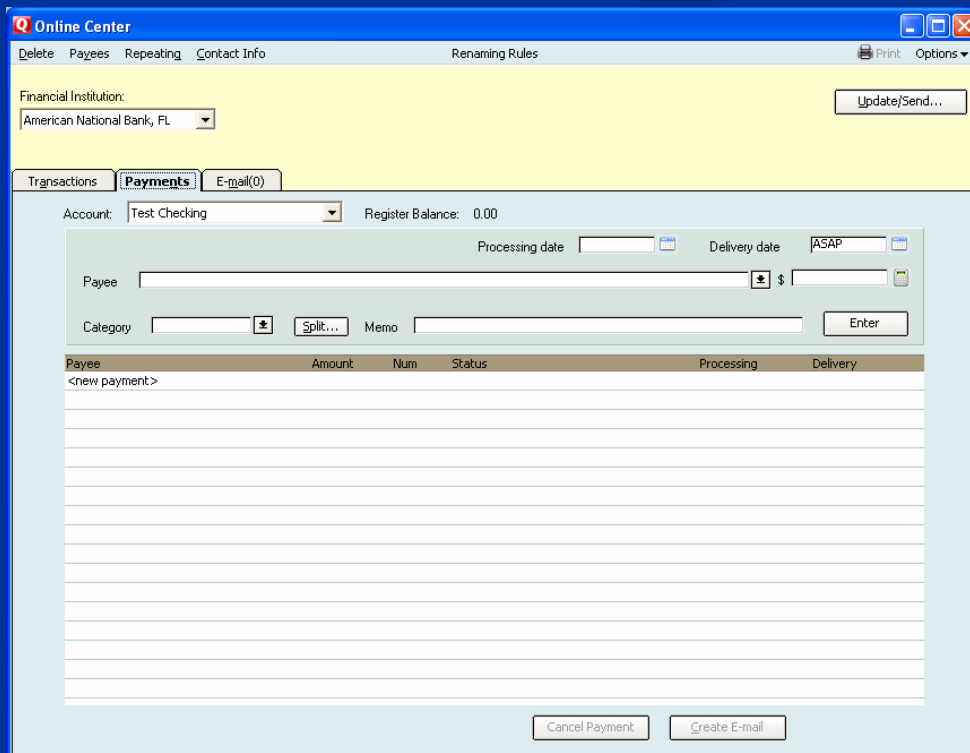 Q Online Center
Delete Payees Repeating Contact Info Renaming Rules Print Options
Financial Institution:
Update/Send...
American National Bank, FL
Transactions Payments E-mail(0)
Account: Test Checking Register Balance: 0.00
Processing date Delivery date ASAP
Payee $
Category Split... Memo Enter
Payee Amount Num Status Processing Delivery
<new payment>
Cancel Payment Create E-mail